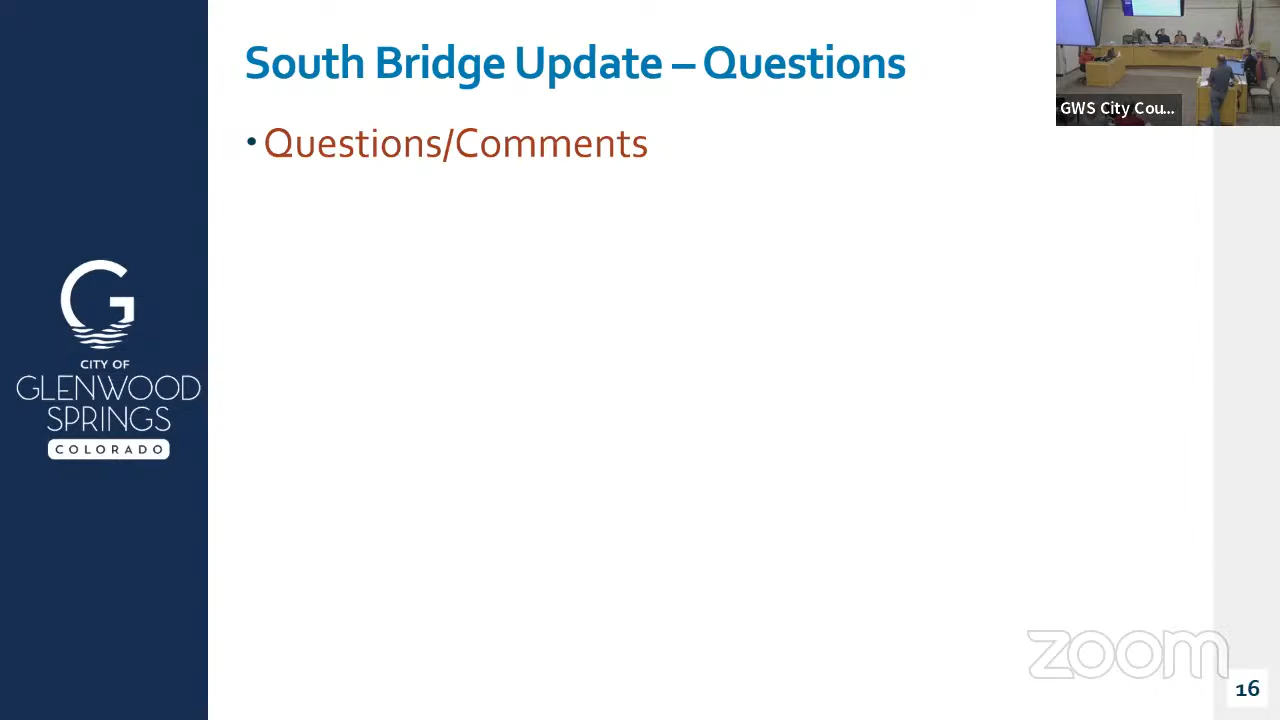 South Bridge Update – Questions
•Questions/Comments
GWS City Cou...
CITY OF
GLENWOOD
SPRINGS
COLORADO
zoom
16